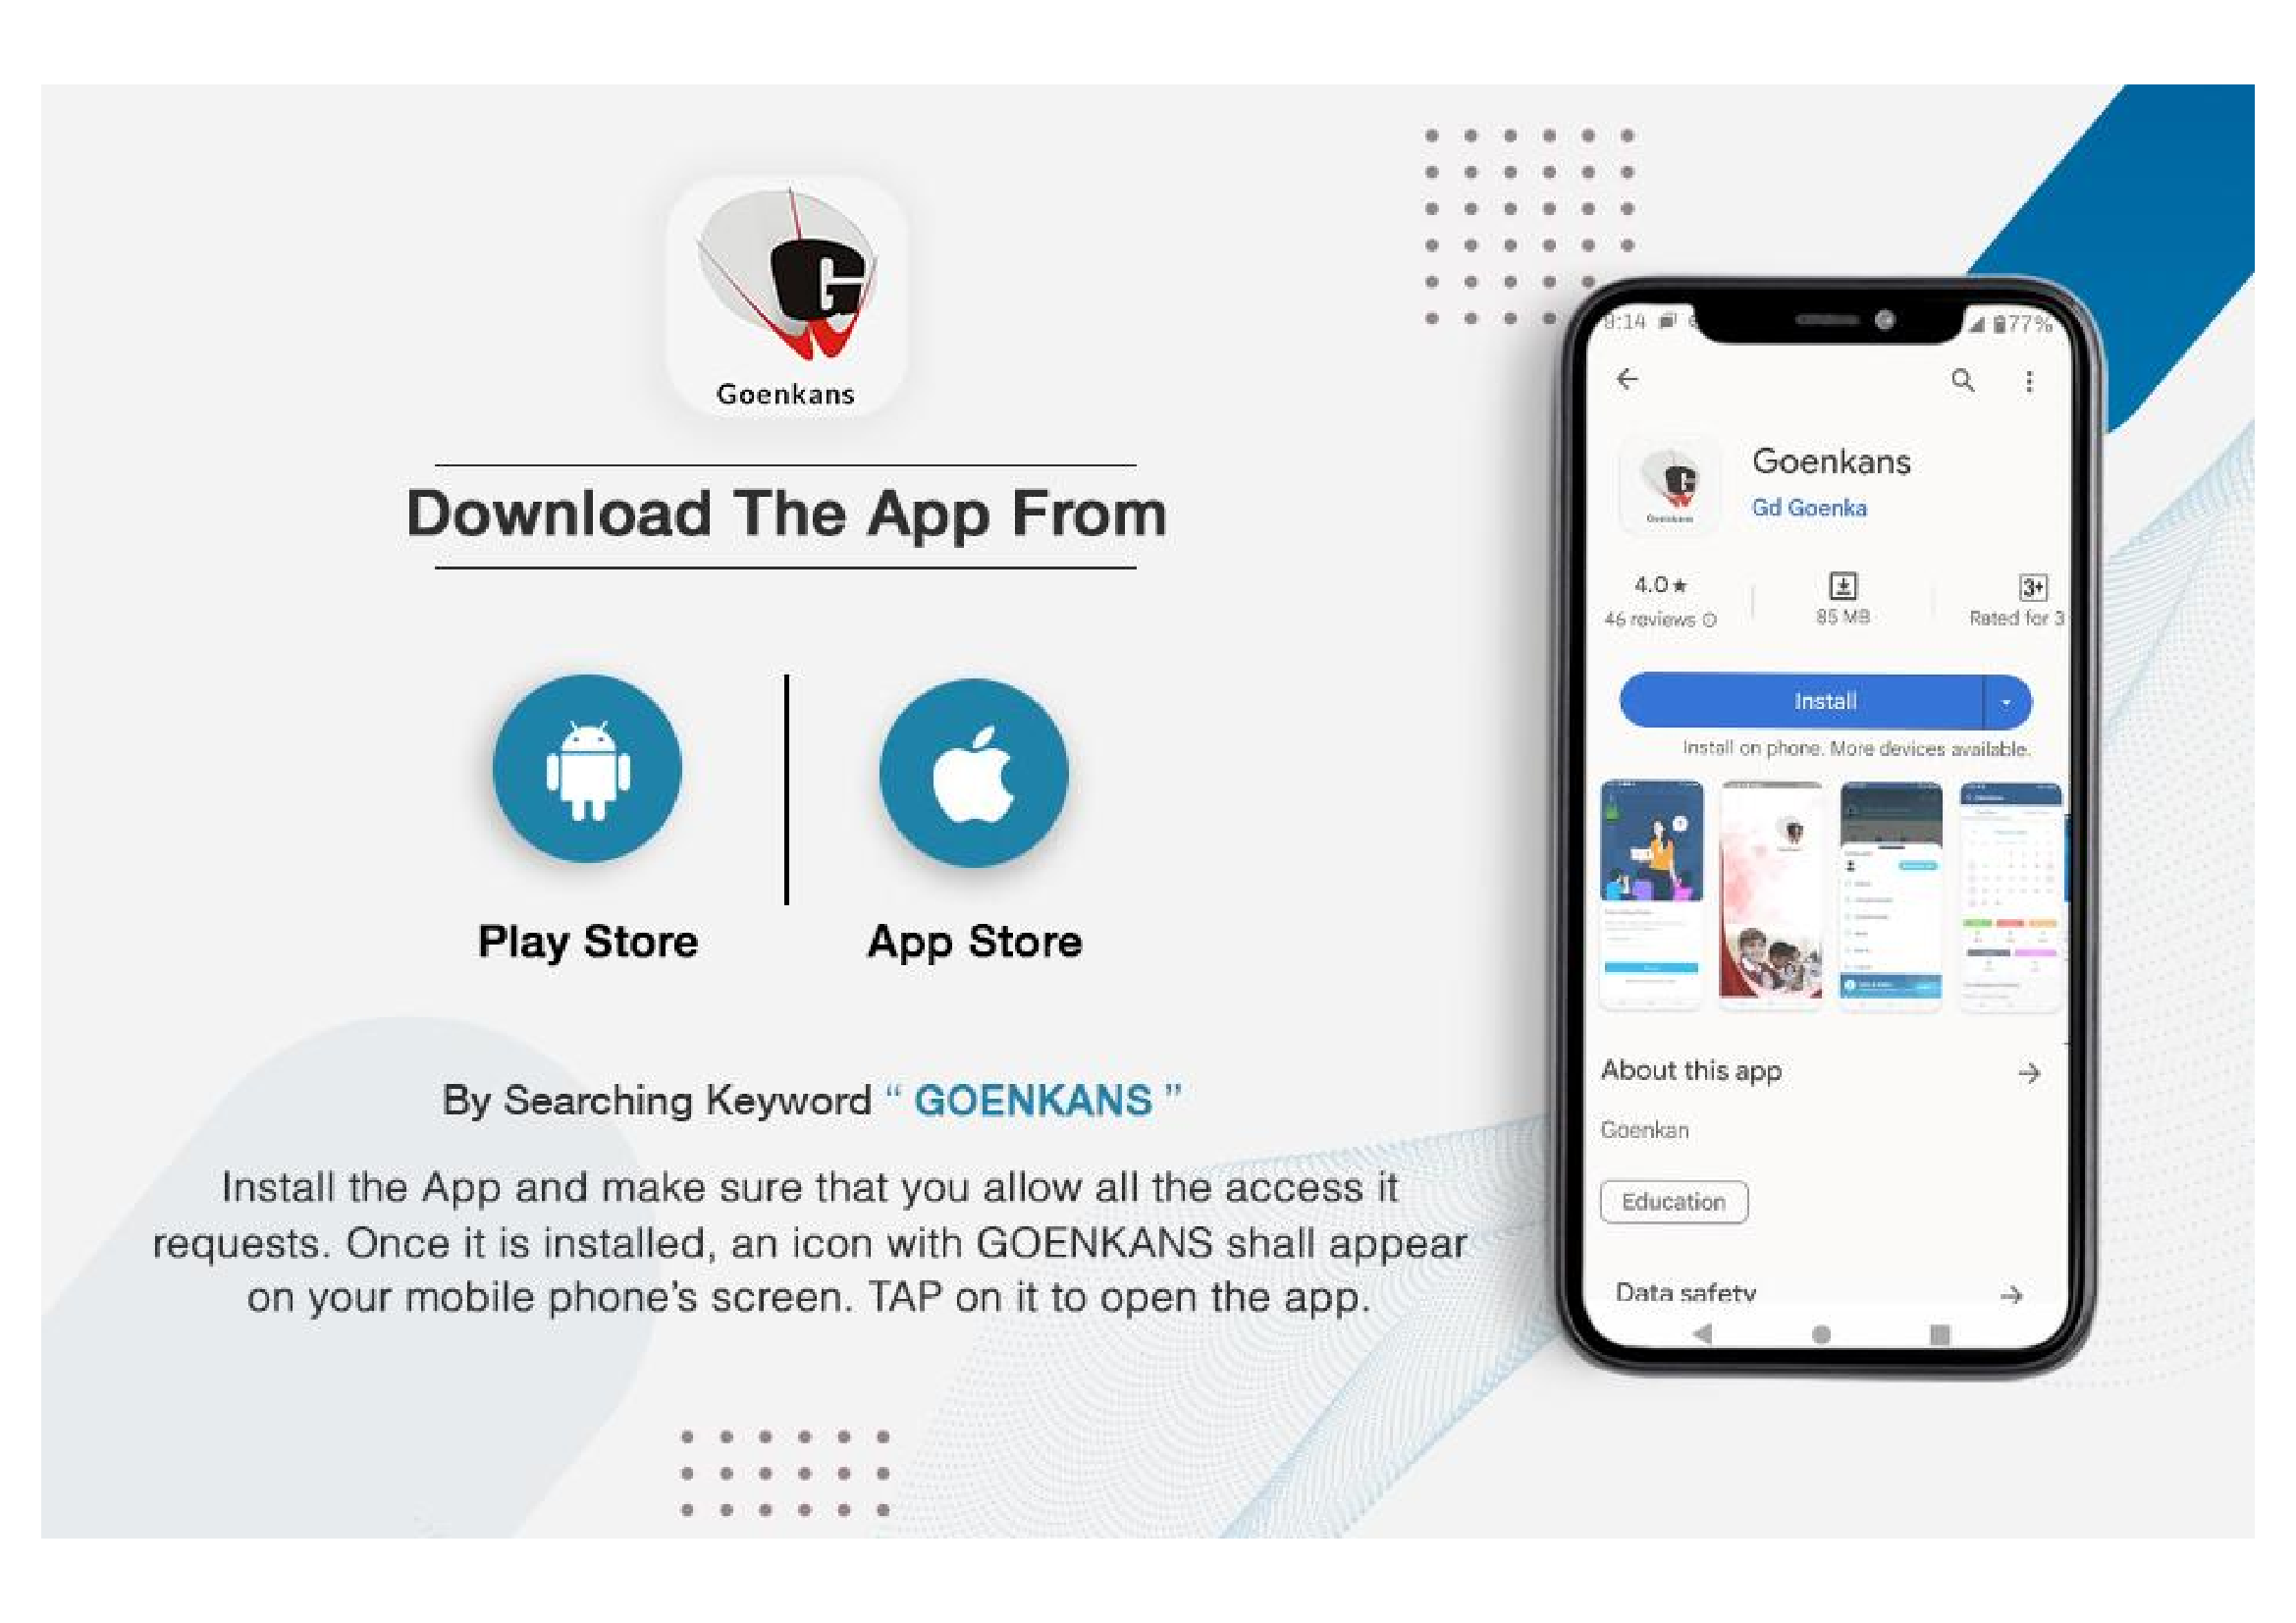 Goenkans
Download The App From
Play Store
App Store
By Searching Keyword “ GOENKANS ”
Install the App and make sure that you allow all the access it
requests. Once it is installed, an icon with GOENKANS shall appear
on your mobile phone’s screen. TAP on it to open the app.
9:14
77%
Goenkans
Gd Goenka
Goenkans
4.0★
46 reviews
85 MB
3+
Rated for 3
Install
Install on phone. More devices available.
About this app
Goenkan
Education
Data safety